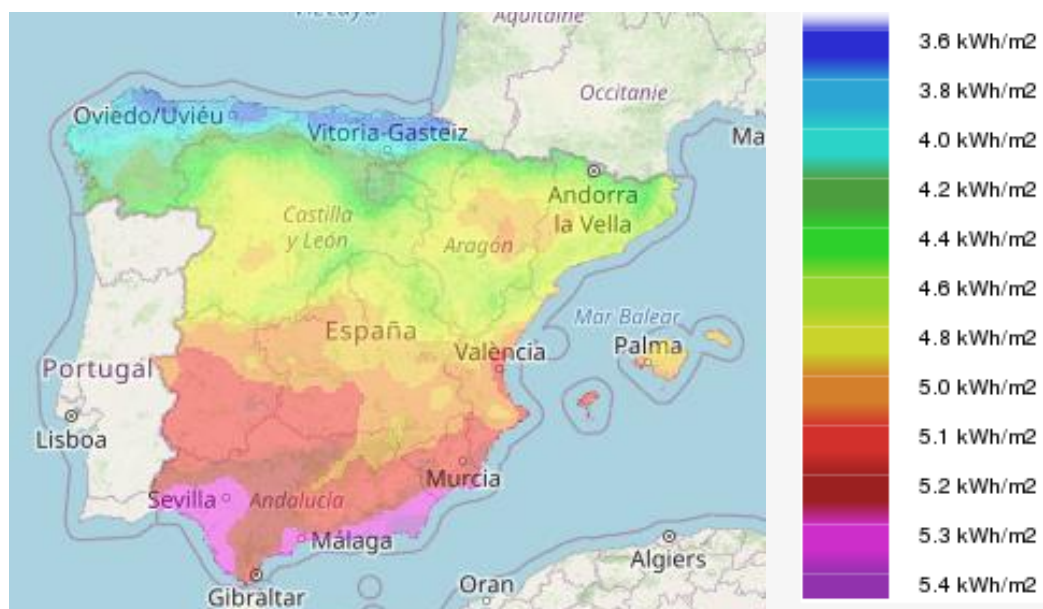 Vizcaya
Aquitaine
Occitanie
Oviedo/Uviéu
Vitoria-Gasteiz
Ma
Andorra
la Vella
Castilla
y León
Aragón
Mar Balear
España
València
Palma
Portugal
Lisboa
Murcia
Sevilla
Andalucía
Málaga
Gibraltar
Algiers
Oran
3.6 kWh/m2
3.8 kWh/m2
4.0 kWh/m2
4.2 kWh/m2
4.4 kWh/m2
4.6 kWh/m2
4.8 kWh/m2
5.0 kWh/m2
5.1 kWh/m2
5.2 kWh/m2
5.3 kWh/m2
5.4 kWh/m2